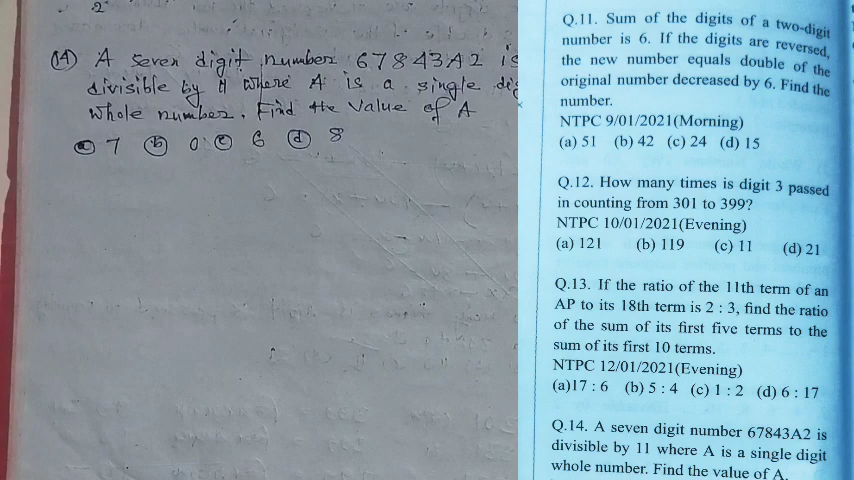 2
(14) A seven digit number 67843A2 is
divisible by 11 where A is a single dig
whole number. Find the value of A
(a) 7 (b) 0 (c) 6 (d) 8
Q.11. Sum of the digits of a two-digit
number is 6. If the digits are reversed,
the new number equals double of the
original number decreased by 6. Find the
number.
NTPC 9/01/2021(Morning)
(a) 51 (b) 42 (c) 24 (d) 15
Q.12. How many times is digit 3 passed
in counting from 301 to 399?
NTPC 10/01/2021(Evening)
(a) 121 (b) 119 (c) 11 (d) 21
Q.13. If the ratio of the 11th term of an
AP to its 18th term is 2 : 3, find the ratio
of the sum of its first five terms to the
sum of its first 10 terms.
NTPC 12/01/2021(Evening)
(a)17 : 6 (b) 5 : 4 (c) 1 : 2 (d) 6 : 17
Q.14. A seven digit number 67843A2 is
divisible by 11 where A is a single digit
whole number. Find the value of A.